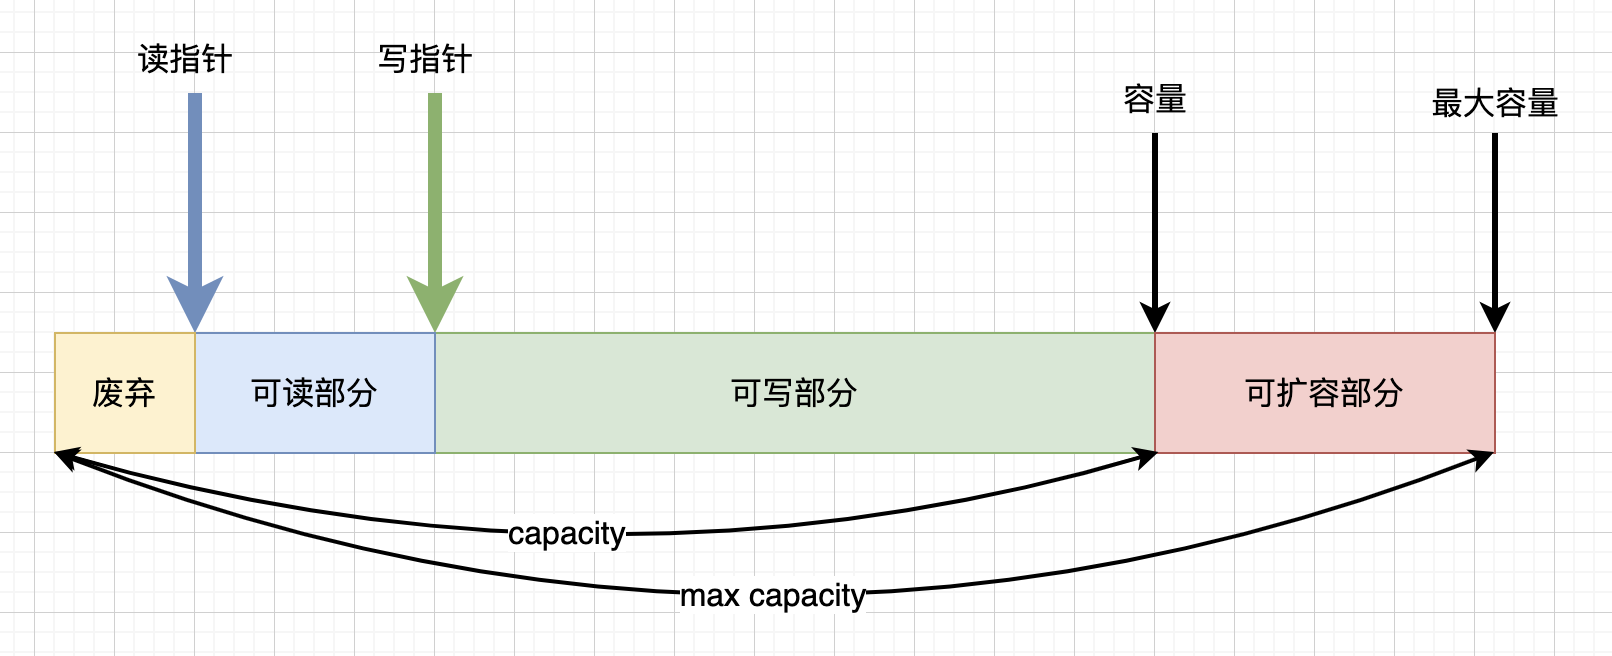 读指针
写指针
容量
最大容量
废弃
可读部分
可写部分
可扩容部分
capacity
max capacity